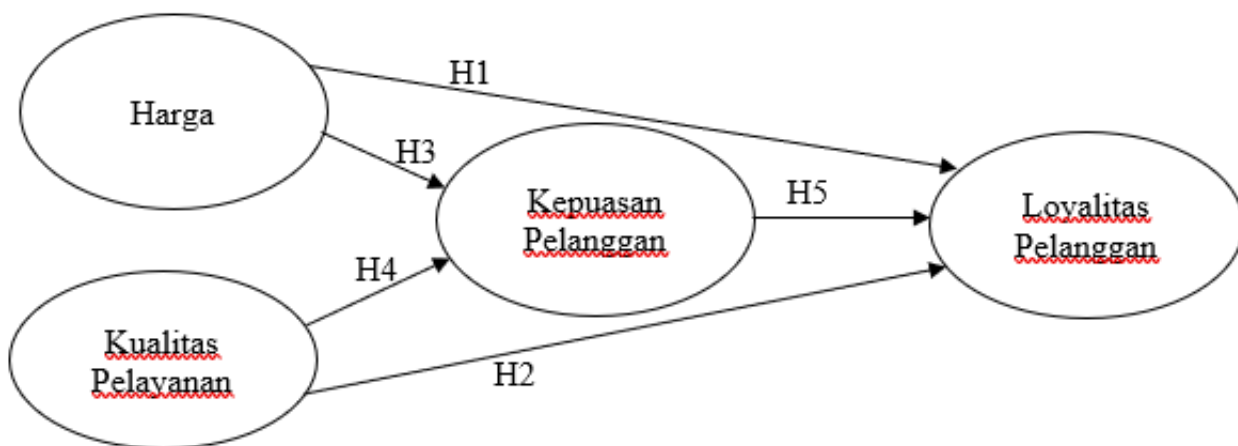 Harga
H1
H3
Kepuasan
Pelanggan
H5
Loyalitas
Pelanggan
H4
Kualitas
Pelayanan
H2